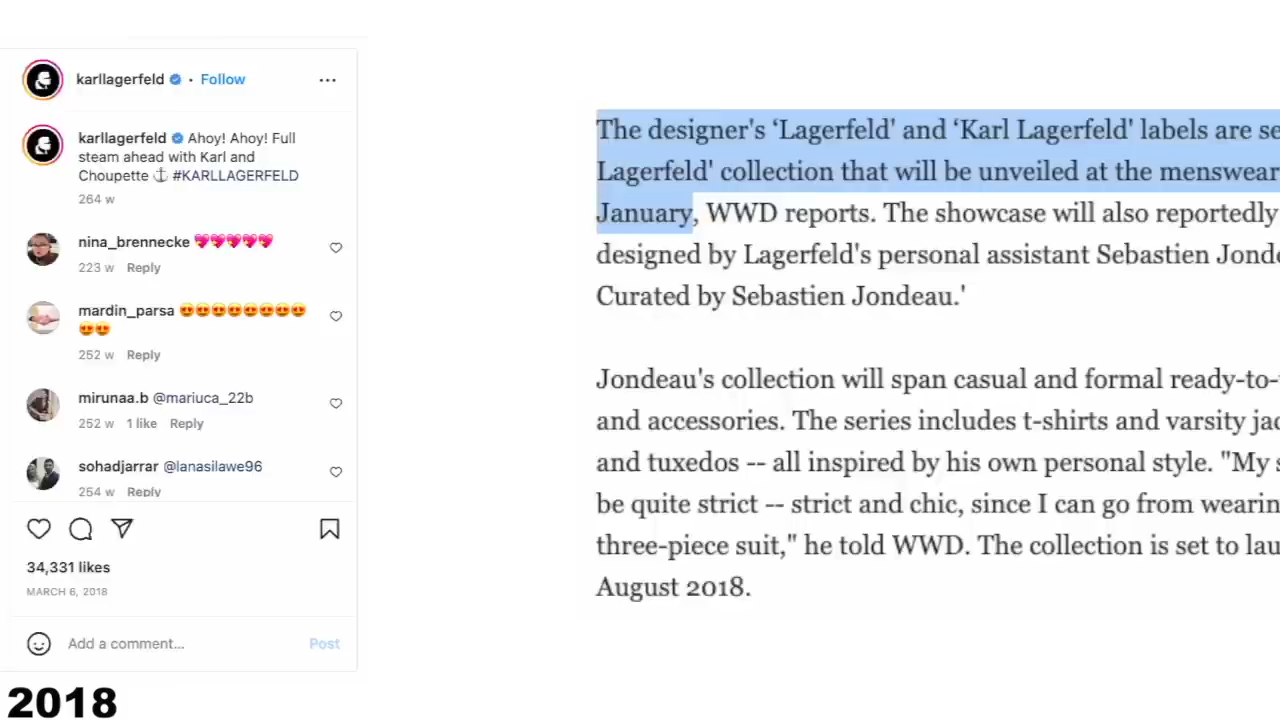 karllagerfeld • Follow
karllagerfeld Ahoy! Ahoy! Full
steam ahead with Karl and
Choupette ⚓ #KARLLAGERFELD
264 w
nina_brennecke 💖💖💖💖💖
223 w Reply
mardin_parsa 😍😍😍😍😍😍😍😍
😍😍
252 w Reply
mirunaa.b @mariuca_22b
252 w 1 like Reply
sohadjarrar @lanasilawe96
254 w Reply
34,331 likes
MARCH 6, 2018
Add a comment... Post
2018
The designer's ‘Lagerfeld' and ‘Karl Lagerfeld' labels are se
Lagerfeld' collection that will be unveiled at the menswear
January, WWD reports. The showcase will also reportedly
designed by Lagerfeld's personal assistant Sebastien Jonde
Curated by Sebastien Jondeau.'
Jondeau's collection will span casual and formal ready-to-
and accessories. The series includes t-shirts and varsity jac
and tuxedos -- all inspired by his own personal style. "My s
be quite strict -- strict and chic, since I can go from wearin
three-piece suit," he told WWD. The collection is set to lau
August 2018.